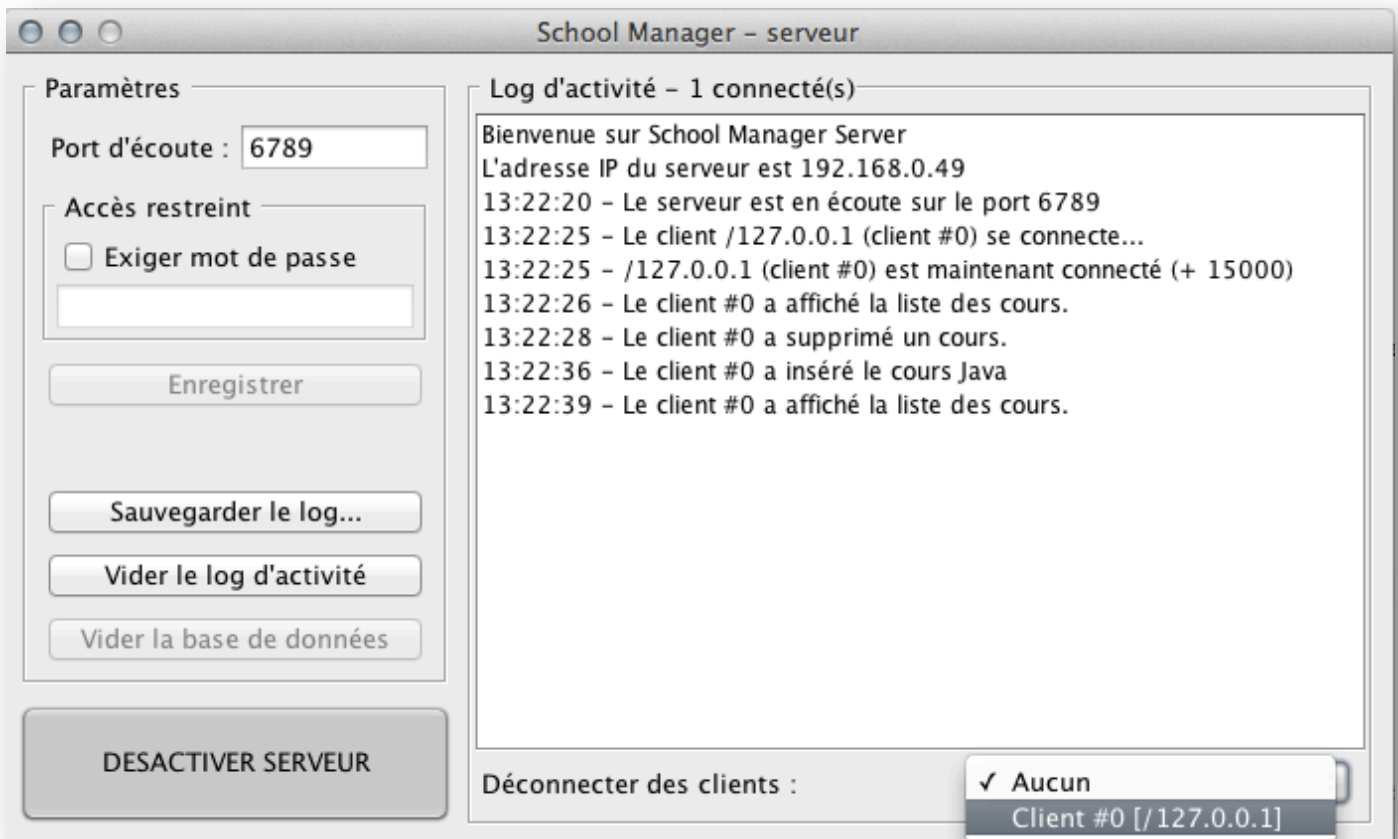 School Manager – serveur
Paramètres
Port d'écoute : 6789
Accès restreint
Exiger mot de passe
Enregistrer
Sauvegarder le log...
Vider le log d'activité
Vider la base de données
DESACTIVER SERVEUR
Log d'activité – 1 connecté(s)
Bienvenue sur School Manager Server
L'adresse IP du serveur est 192.168.0.49
13:22:20 – Le serveur est en écoute sur le port 6789
13:22:25 – Le client /127.0.0.1 (client #0) se connecte...
13:22:25 – /127.0.0.1 (client #0) est maintenant connecté (+ 15000)
13:22:26 – Le client #0 a affiché la liste des cours.
13:22:28 – Le client #0 a supprimé un cours.
13:22:36 – Le client #0 a inséré le cours Java
13:22:39 – Le client #0 a affiché la liste des cours.
Déconnecter des clients :
✓ Aucun
Client #0 [/127.0.0.1]